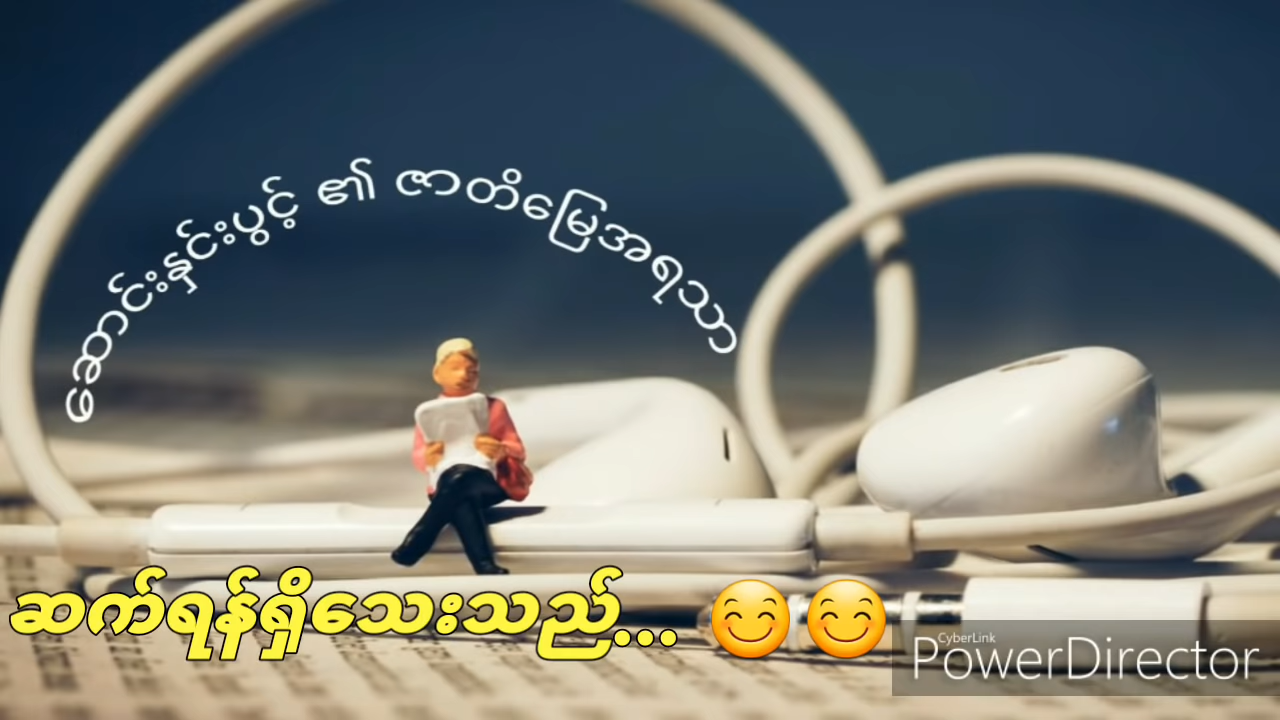 ဆောင်းနှင်းပွင့် ၏ ဇာတိမြေအရသာ
ဆက်ရန်ရှိသေးသည်... 😊😊
CyberLink
PowerDirector